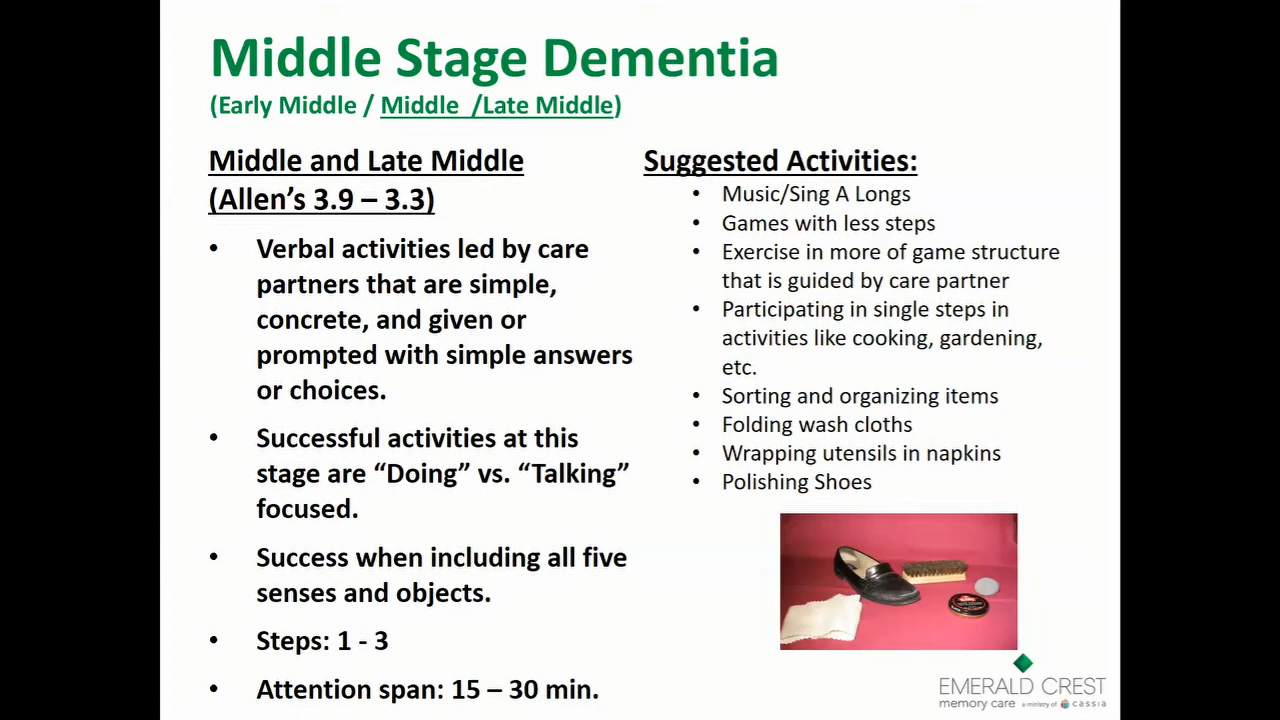 Middle Stage Dementia
(Early Middle / Middle /Late Middle)
Middle and Late Middle
(Allen's 3.9 – 3.3)
• Verbal activities led by care
partners that are simple,
concrete, and given or
prompted with simple answers
or choices.
• Successful activities at this
stage are “Doing” vs. “Talking”
focused.
• Success when including all five
senses and objects.
• Steps: 1 - 3
• Attention span: 15 – 30 min.
Suggested Activities:
• Music/Sing A Longs
• Games with less steps
• Exercise in more of game structure
that is guided by care partner
• Participating in single steps in
activities like cooking, gardening,
etc.
• Sorting and organizing items
• Folding wash cloths
• Wrapping utensils in napkins
• Polishing Shoes
EMERALD CREST
memory care a ministry of cassia